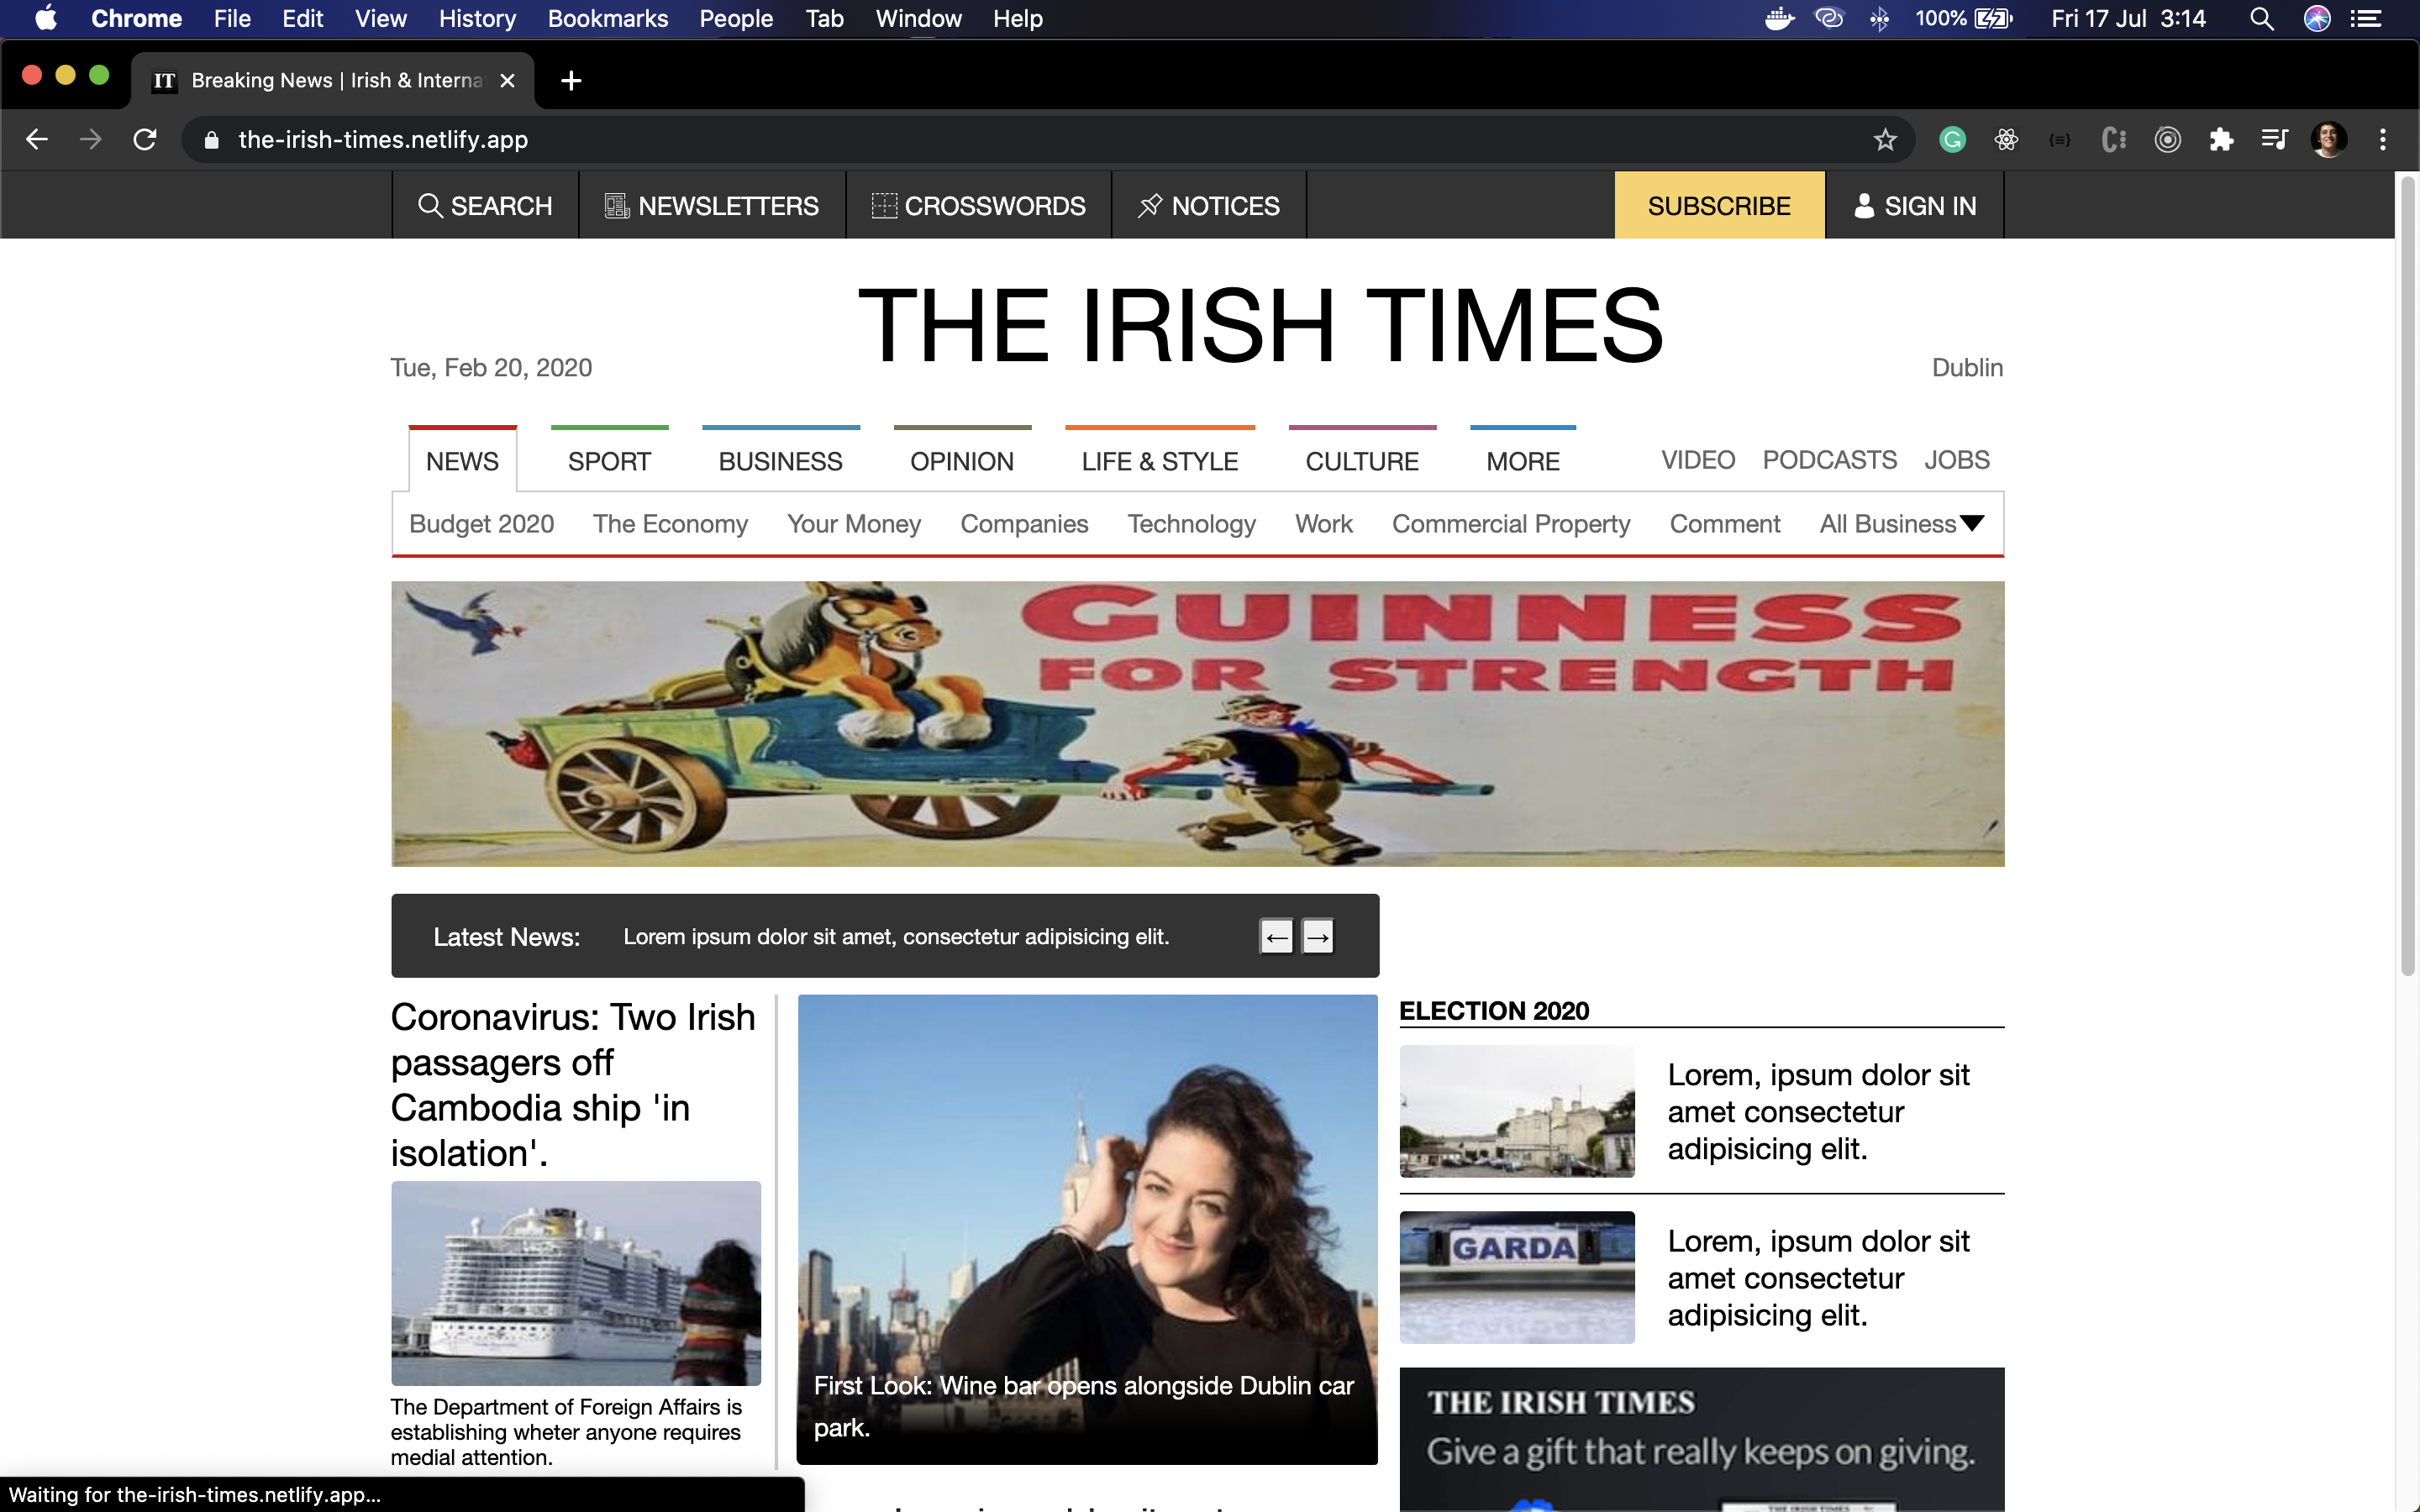 Chrome File Edit View History Bookmarks People Tab Window Help 100% Fri 17 Jul 3:14
IT Breaking News | Irish & Interna
the-irish-times.netlify.app
SEARCH NEWSLETTERS CROSSWORDS NOTICES SUBSCRIBE SIGN IN
THE IRISH TIMES
Tue, Feb 20, 2020 Dublin
NEWS SPORT BUSINESS OPINION LIFE & STYLE CULTURE MORE VIDEO PODCASTS JOBS
Budget 2020 The Economy Your Money Companies Technology Work Commercial Property Comment All Business
GUINNESS
FOR STRENGTH
Latest News: Lorem ipsum dolor sit amet, consectetur adipisicing elit.
Coronavirus: Two Irish
passagers off
Cambodia ship 'in
isolation'.
The Department of Foreign Affairs is
establishing wheter anyone requires
medial attention.
First Look: Wine bar opens alongside Dublin car
park.
ELECTION 2020
Lorem, ipsum dolor sit
amet consectetur
adipisicing elit.
GARDA
Lorem, ipsum dolor sit
amet consectetur
adipisicing elit.
THE IRISH TIMES
Give a gift that really keeps on giving.
THE IRISH TIMES
Waiting for the-irish-times.netlify.app...